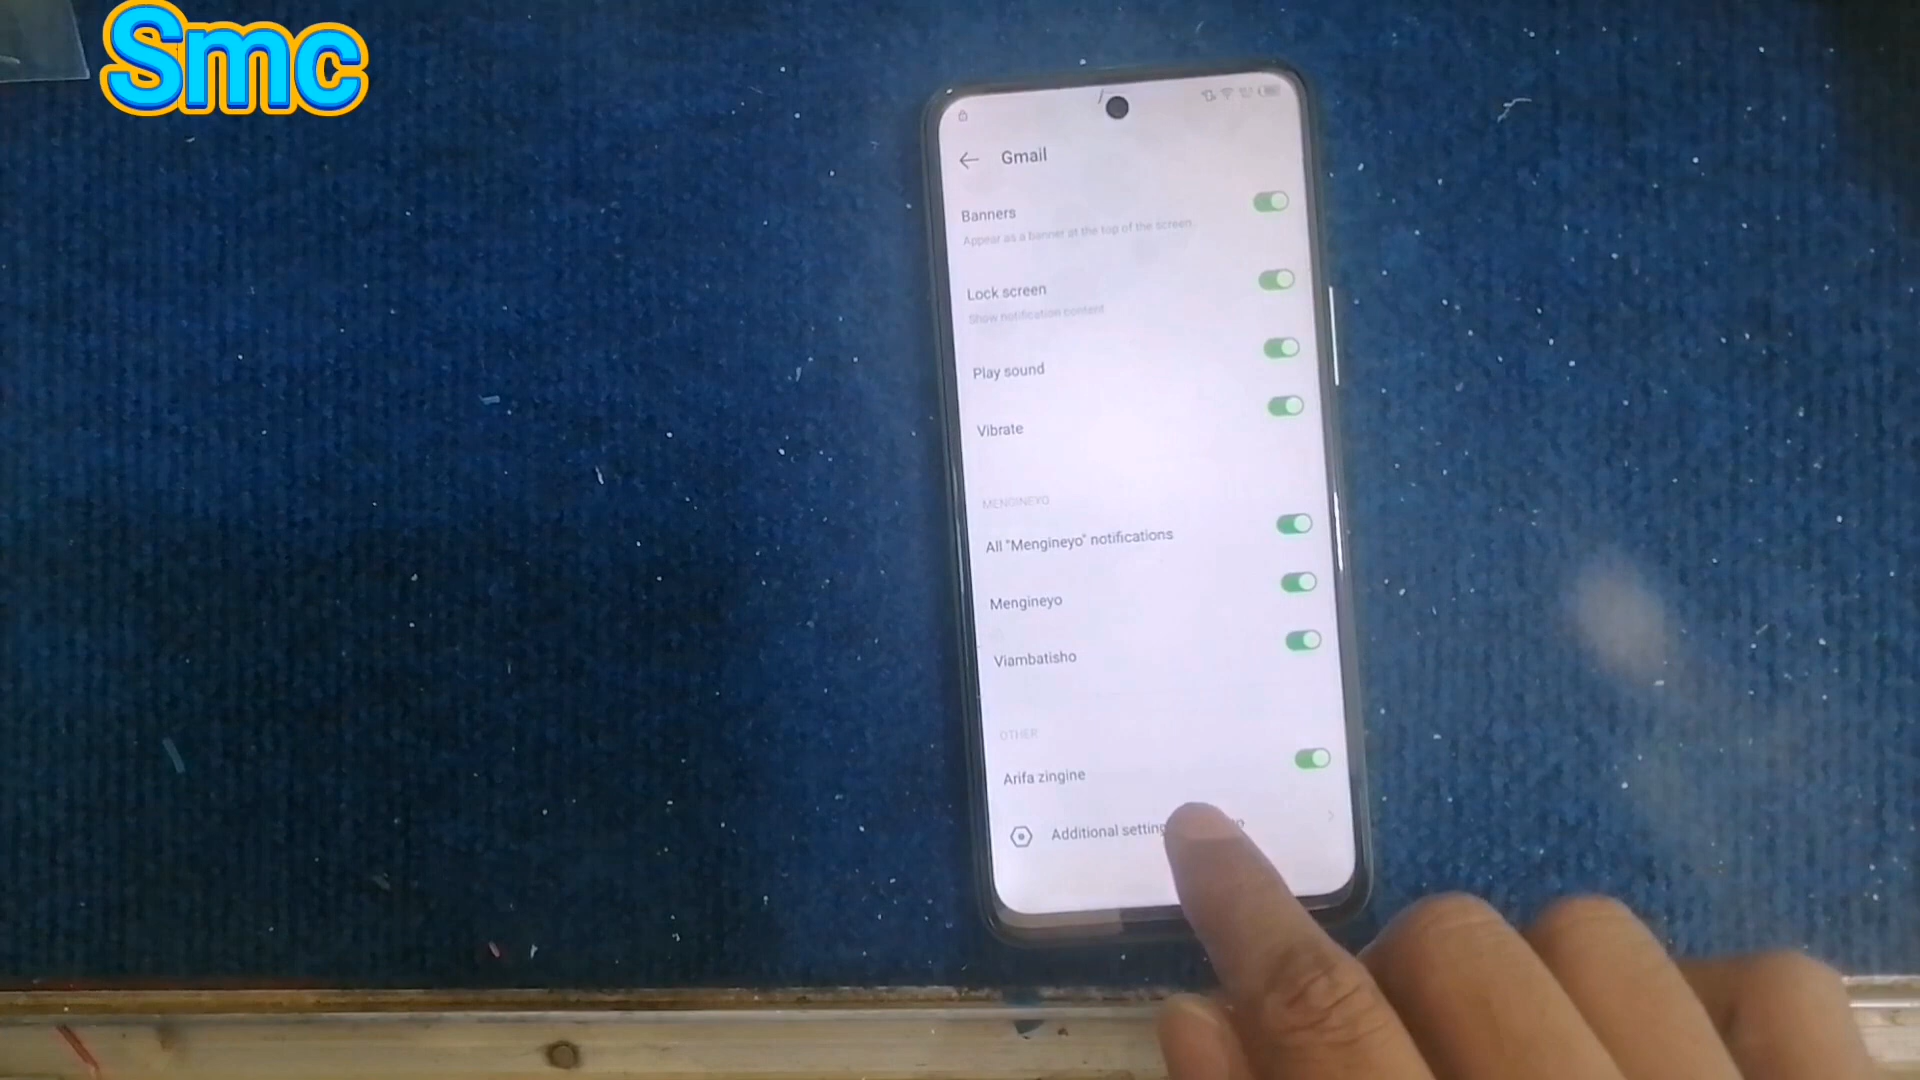 Smc
Gmail
Banners
Appear as a banner at the top of the screen
Lock screen
Show notification content
Play sound
Vibrate
MENGINEYO
All "Mengineyo" notifications
Mengineyo
Viambatisho
OTHER
Arifa zingine
Additional setting